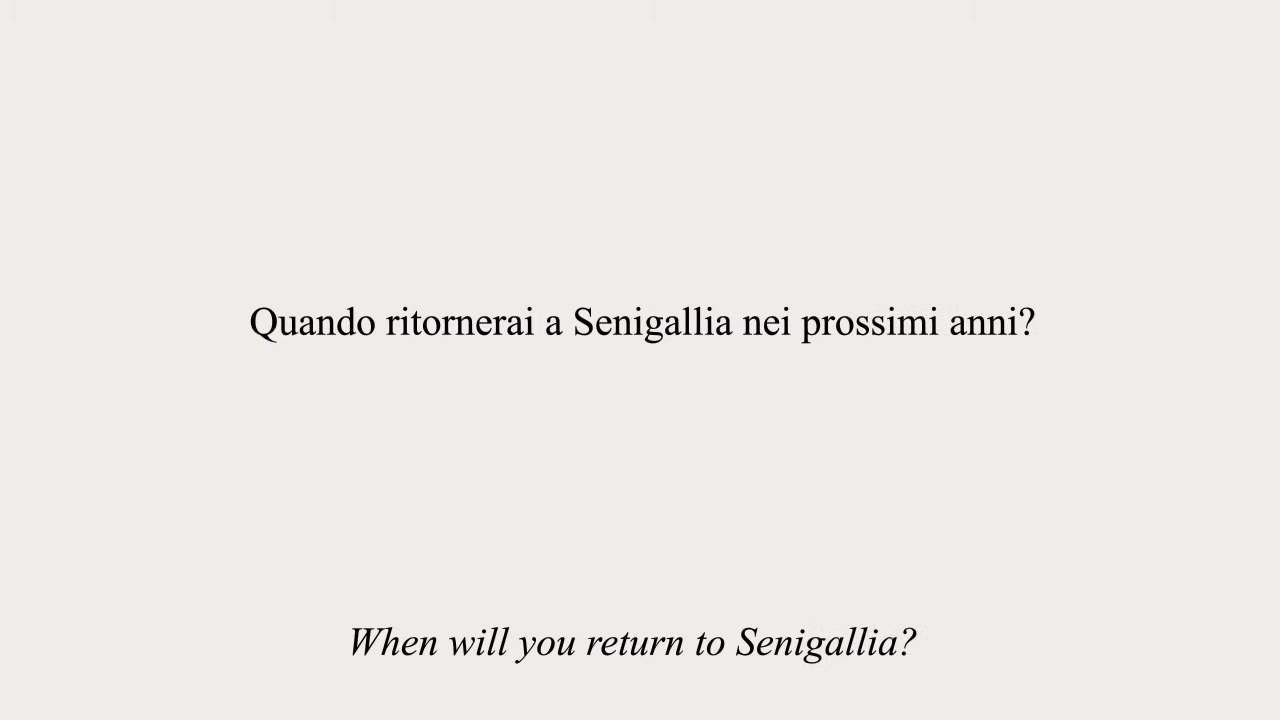 Quando ritornerai a Senigallia nei prossimi anni?
When will you return to Senigallia?